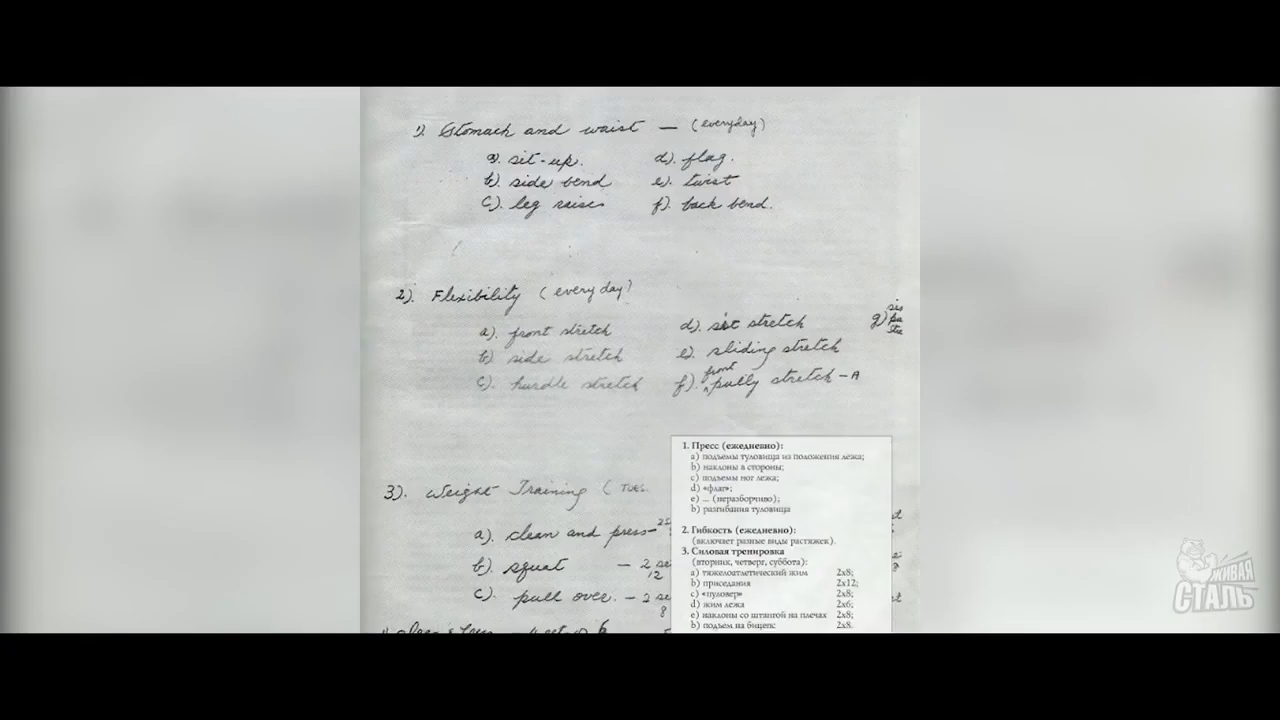 1). Stomach and waist — (everyday)
a). sit-up. d). flag.
b). side bend e). twist
c). leg raises f). back bend.
2). Flexibility (everyday)
a). front stretch d). sit stretch
b). side stretch e). sliding stretch
c). hurdle stretch f). front pully stretch - A
g)
3). Weight Training ( TUES.
a). clean and press —
b). squat — 2 se
12
c). pull over. — 2 se
8
1. Пресс (ежедневно):
a) подъемы туловища из положения лежа;
b) наклоны в стороны;
c) подъемы ног лежа;
d) «флаг»;
e) ... (неразборчиво);
b) разгибания туловища
2. Гибкость (ежедневно):
(включает разные виды растяжек).
3. Силовая тренировка
(вторник, четверг, суббота):
a) тяжелоатлетический жим 2x8;
b) приседания 2x12;
c) «пуловер» 2x8;
d) жим лежа 2x6;
e) наклоны со штангой на плечах 2x8;
b) подъем на бицепс 2x8.
ЖИВАЯ
СТАЛЬ